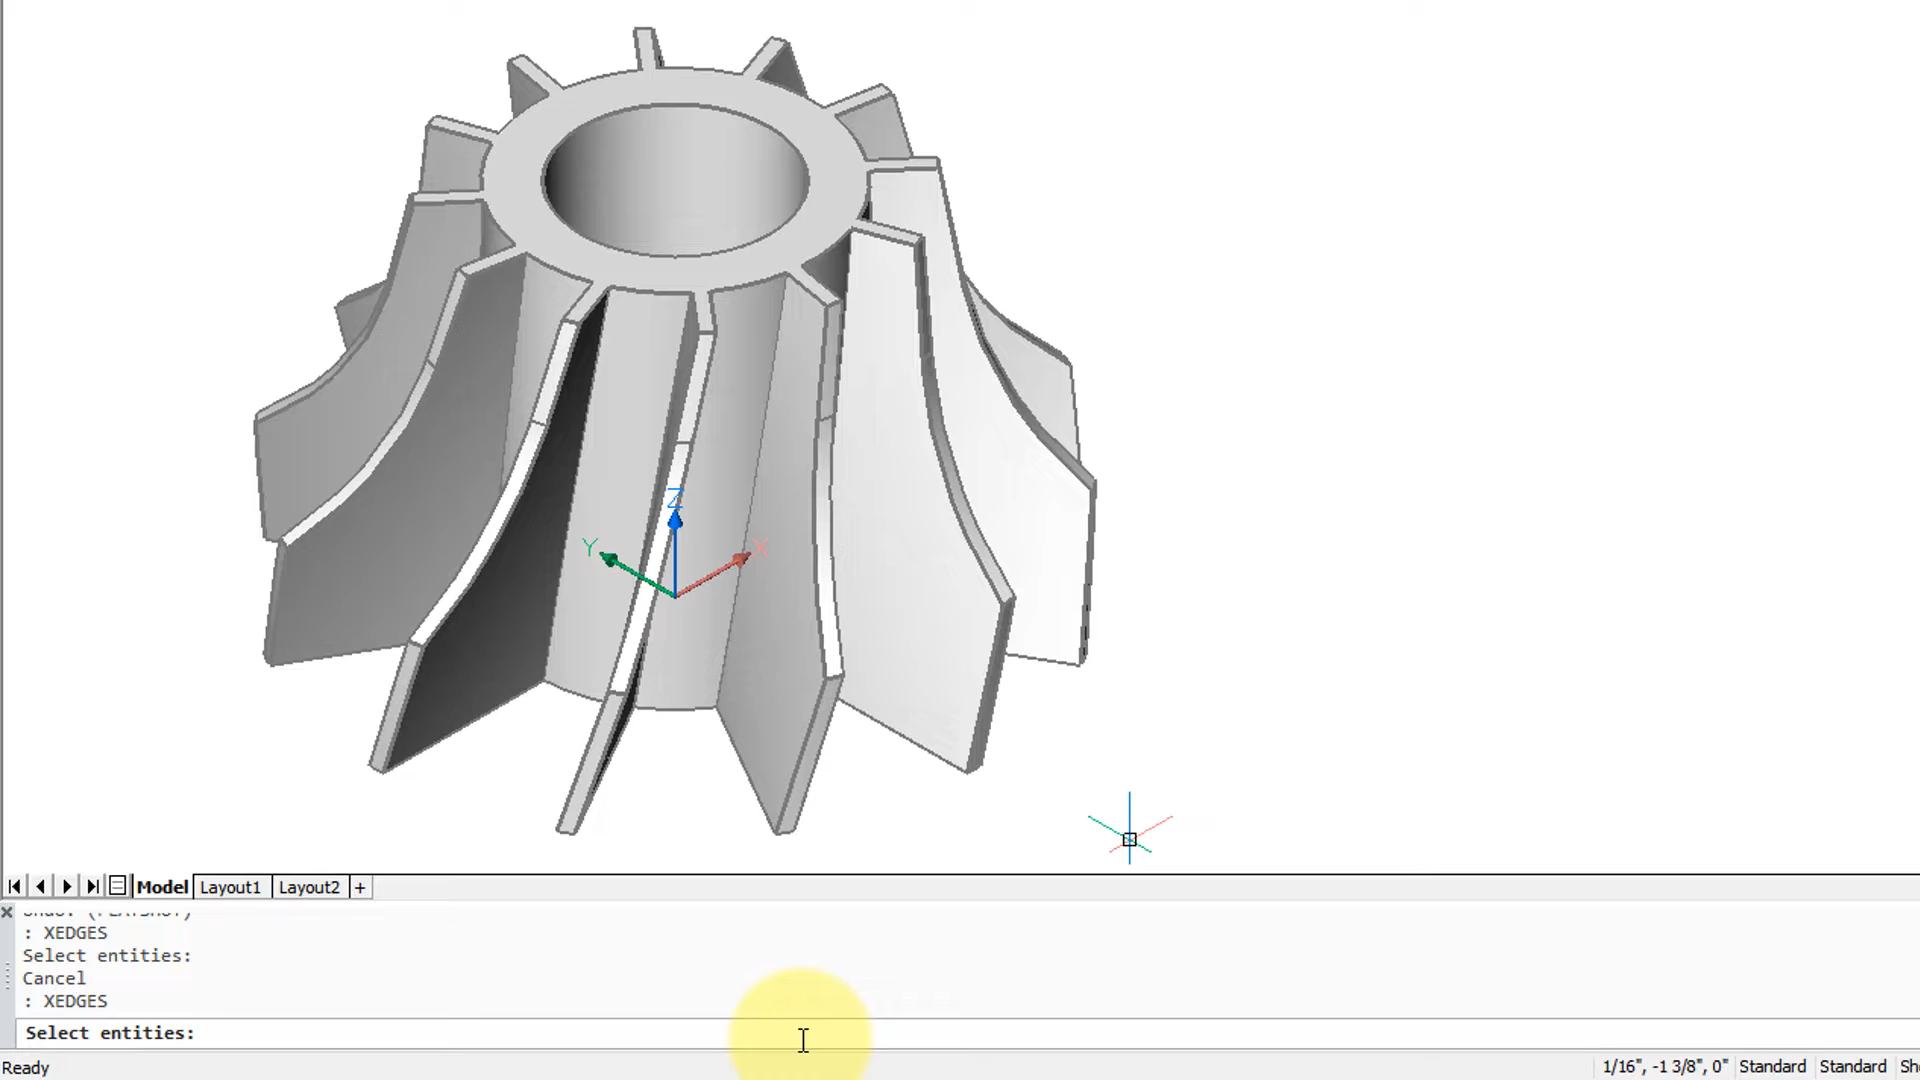 Z
Y
X
Model Layout1 Layout2 +
: XEDGES
Select entities:
Cancel
: XEDGES
Select entities:
Ready
1/16", -1 3/8", 0" Standard Standard